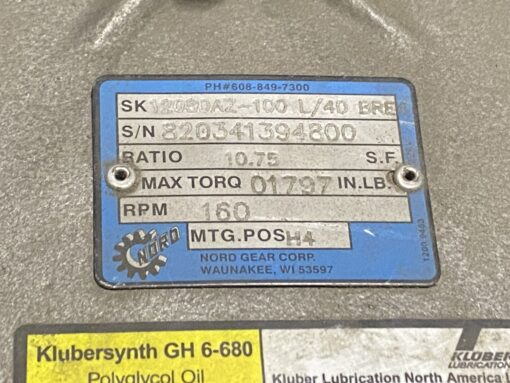 PH#608-849-7300
SK 12080AZ-100 L/40 BRE
S/N 820341394800
RATIO 10.75 S.F.
MAX TORQ 01797 IN.LB.
RPM 160
NORD MTG.POS H4
NORD GEAR CORP.
WAUNAKEE, WI 53597
Klubersynth GH 6-680
Polyglycol Oil
KLÜBER
LUBRICATION
Kluber Lubrication North America